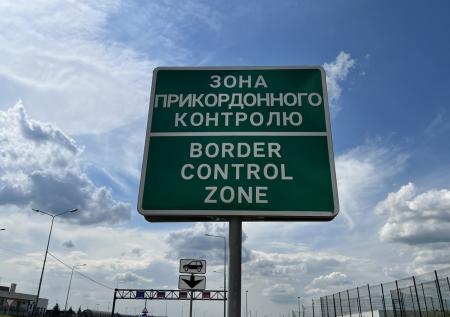 ЗОНА
ПРИКОРДОННОГО
КОНТРОЛЮ
BORDER
CONTROL
ZONE